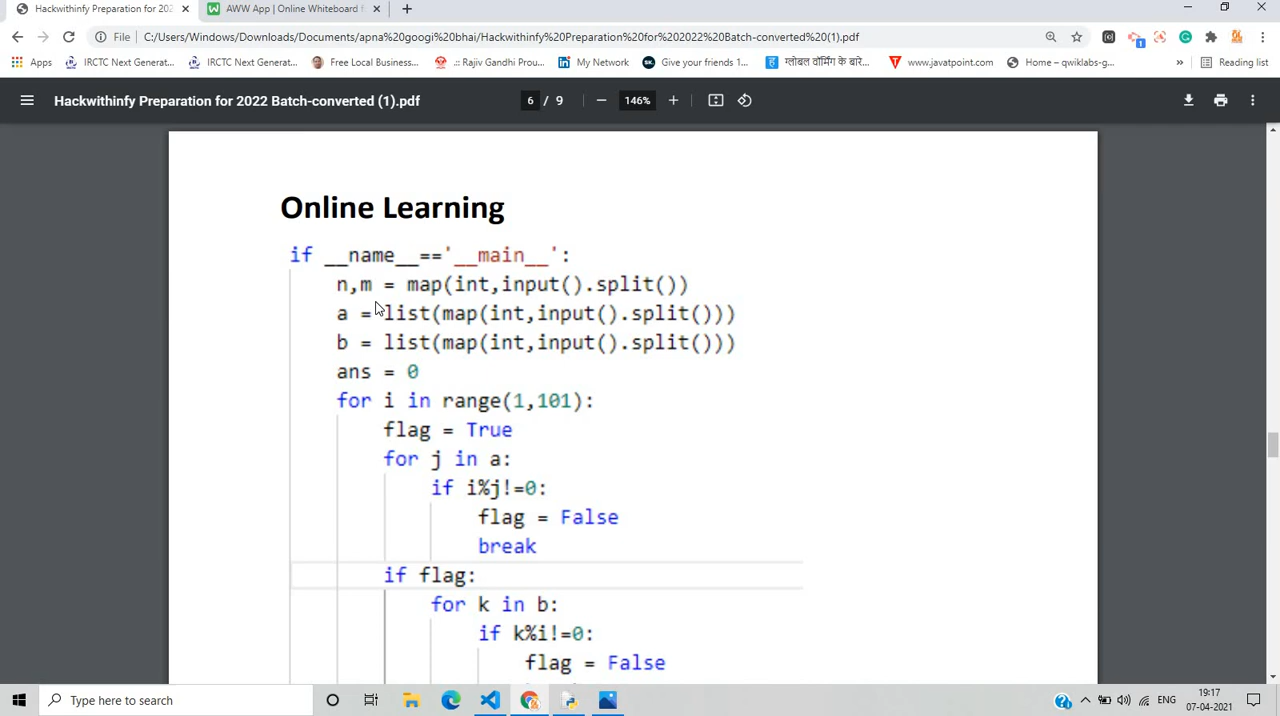 Hackwithinfy Preparation for 202
AWW App | Online Whiteboard f
File
C:/Users/Windows/Downloads/Documents/apna%20googi%20bhai/Hackwithinfy%20Preparation%20for%202022%20Batch-converted%20(1).pdf
Apps
IRCTC Next Generat...
IRCTC Next Generat...
Free Local Business...
.:: Rajiv Gandhi Prou...
My Network
Give your friends 1...
ग्लोबल वॉर्मिंग के बारे...
www.javatpoint.com
Home – qwiklabs-g...
»
Reading list
Hackwithinfy Preparation for 2022 Batch-converted (1).pdf
6 / 9
146%
Online Learning
if __name__=='__main__':
n,m = map(int,input().split())
a = list(map(int,input().split()))
b = list(map(int,input().split()))
ans = 0
for i in range(1,101):
flag = True
for j in a:
if i%j!=0:
flag = False
break
if flag:
for k in b:
if k%i!=0:
flag = False
Type here to search
ENG
19:17
07-04-2021